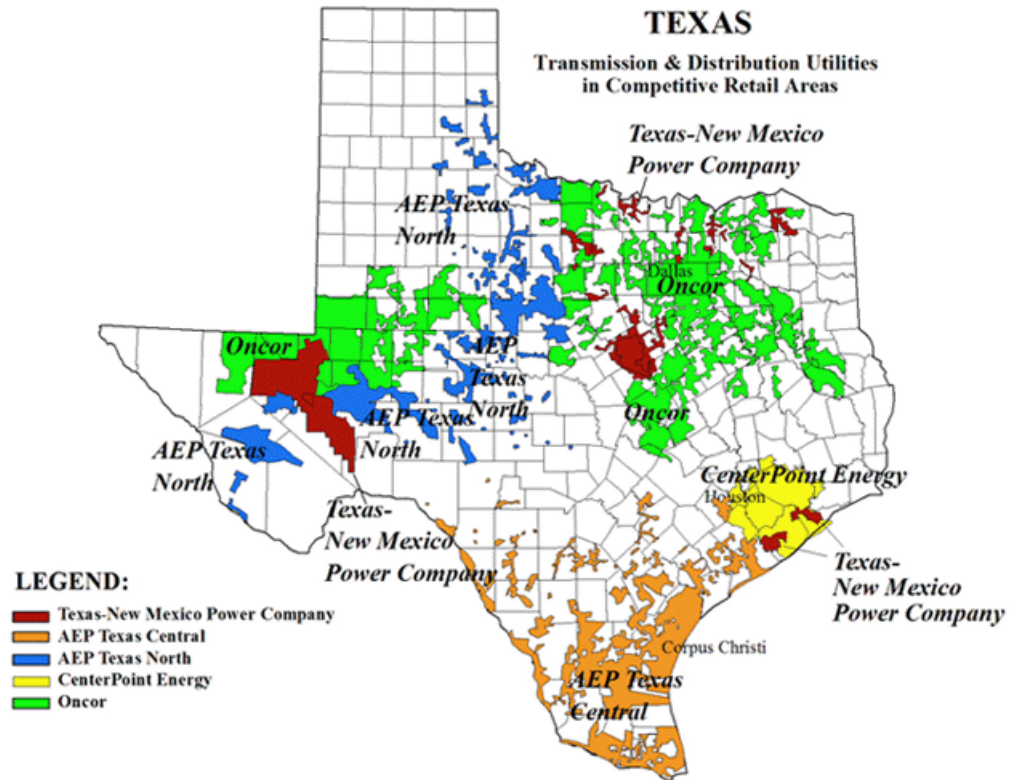 TEXAS
Transmission & Distribution Utilities
in Competitive Retail Areas
Texas-New Mexico
Power Company
AEP Texas
North
Dallas
Oncor
Oncor
AEP
Texas
North
AEP Texas
North
Oncor
AEP Texas
North
CenterPoint Energy
Houston
Texas-
New Mexico
Power Company
Texas-
New Mexico
Power Company
Corpus Christi
AEP Texas
Central
LEGEND:
Texas-New Mexico Power Company
AEP Texas Central
AEP Texas North
CenterPoint Energy
Oncor